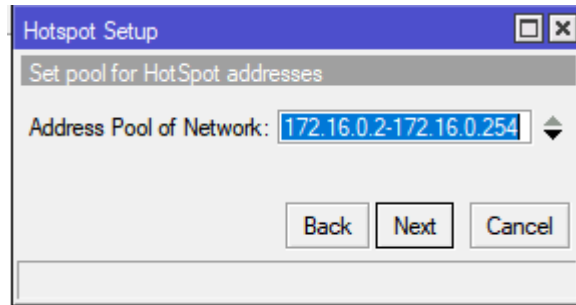 Hotspot Setup
Set pool for HotSpot addresses
Address Pool of Network: 172.16.0.2-172.16.0.254
Back Next Cancel